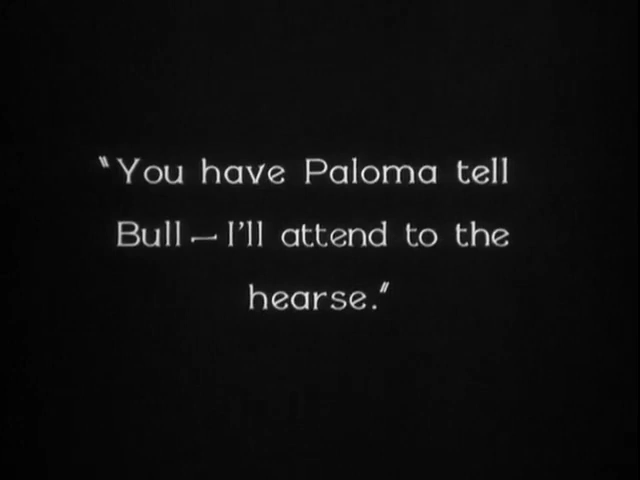 "You have Paloma tell
Bull — I'll attend to the
hearse."